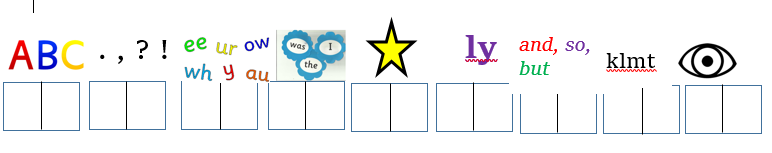 ABC . , ? ! ee ur ow was I ly and, so,
wh y au the but klmt